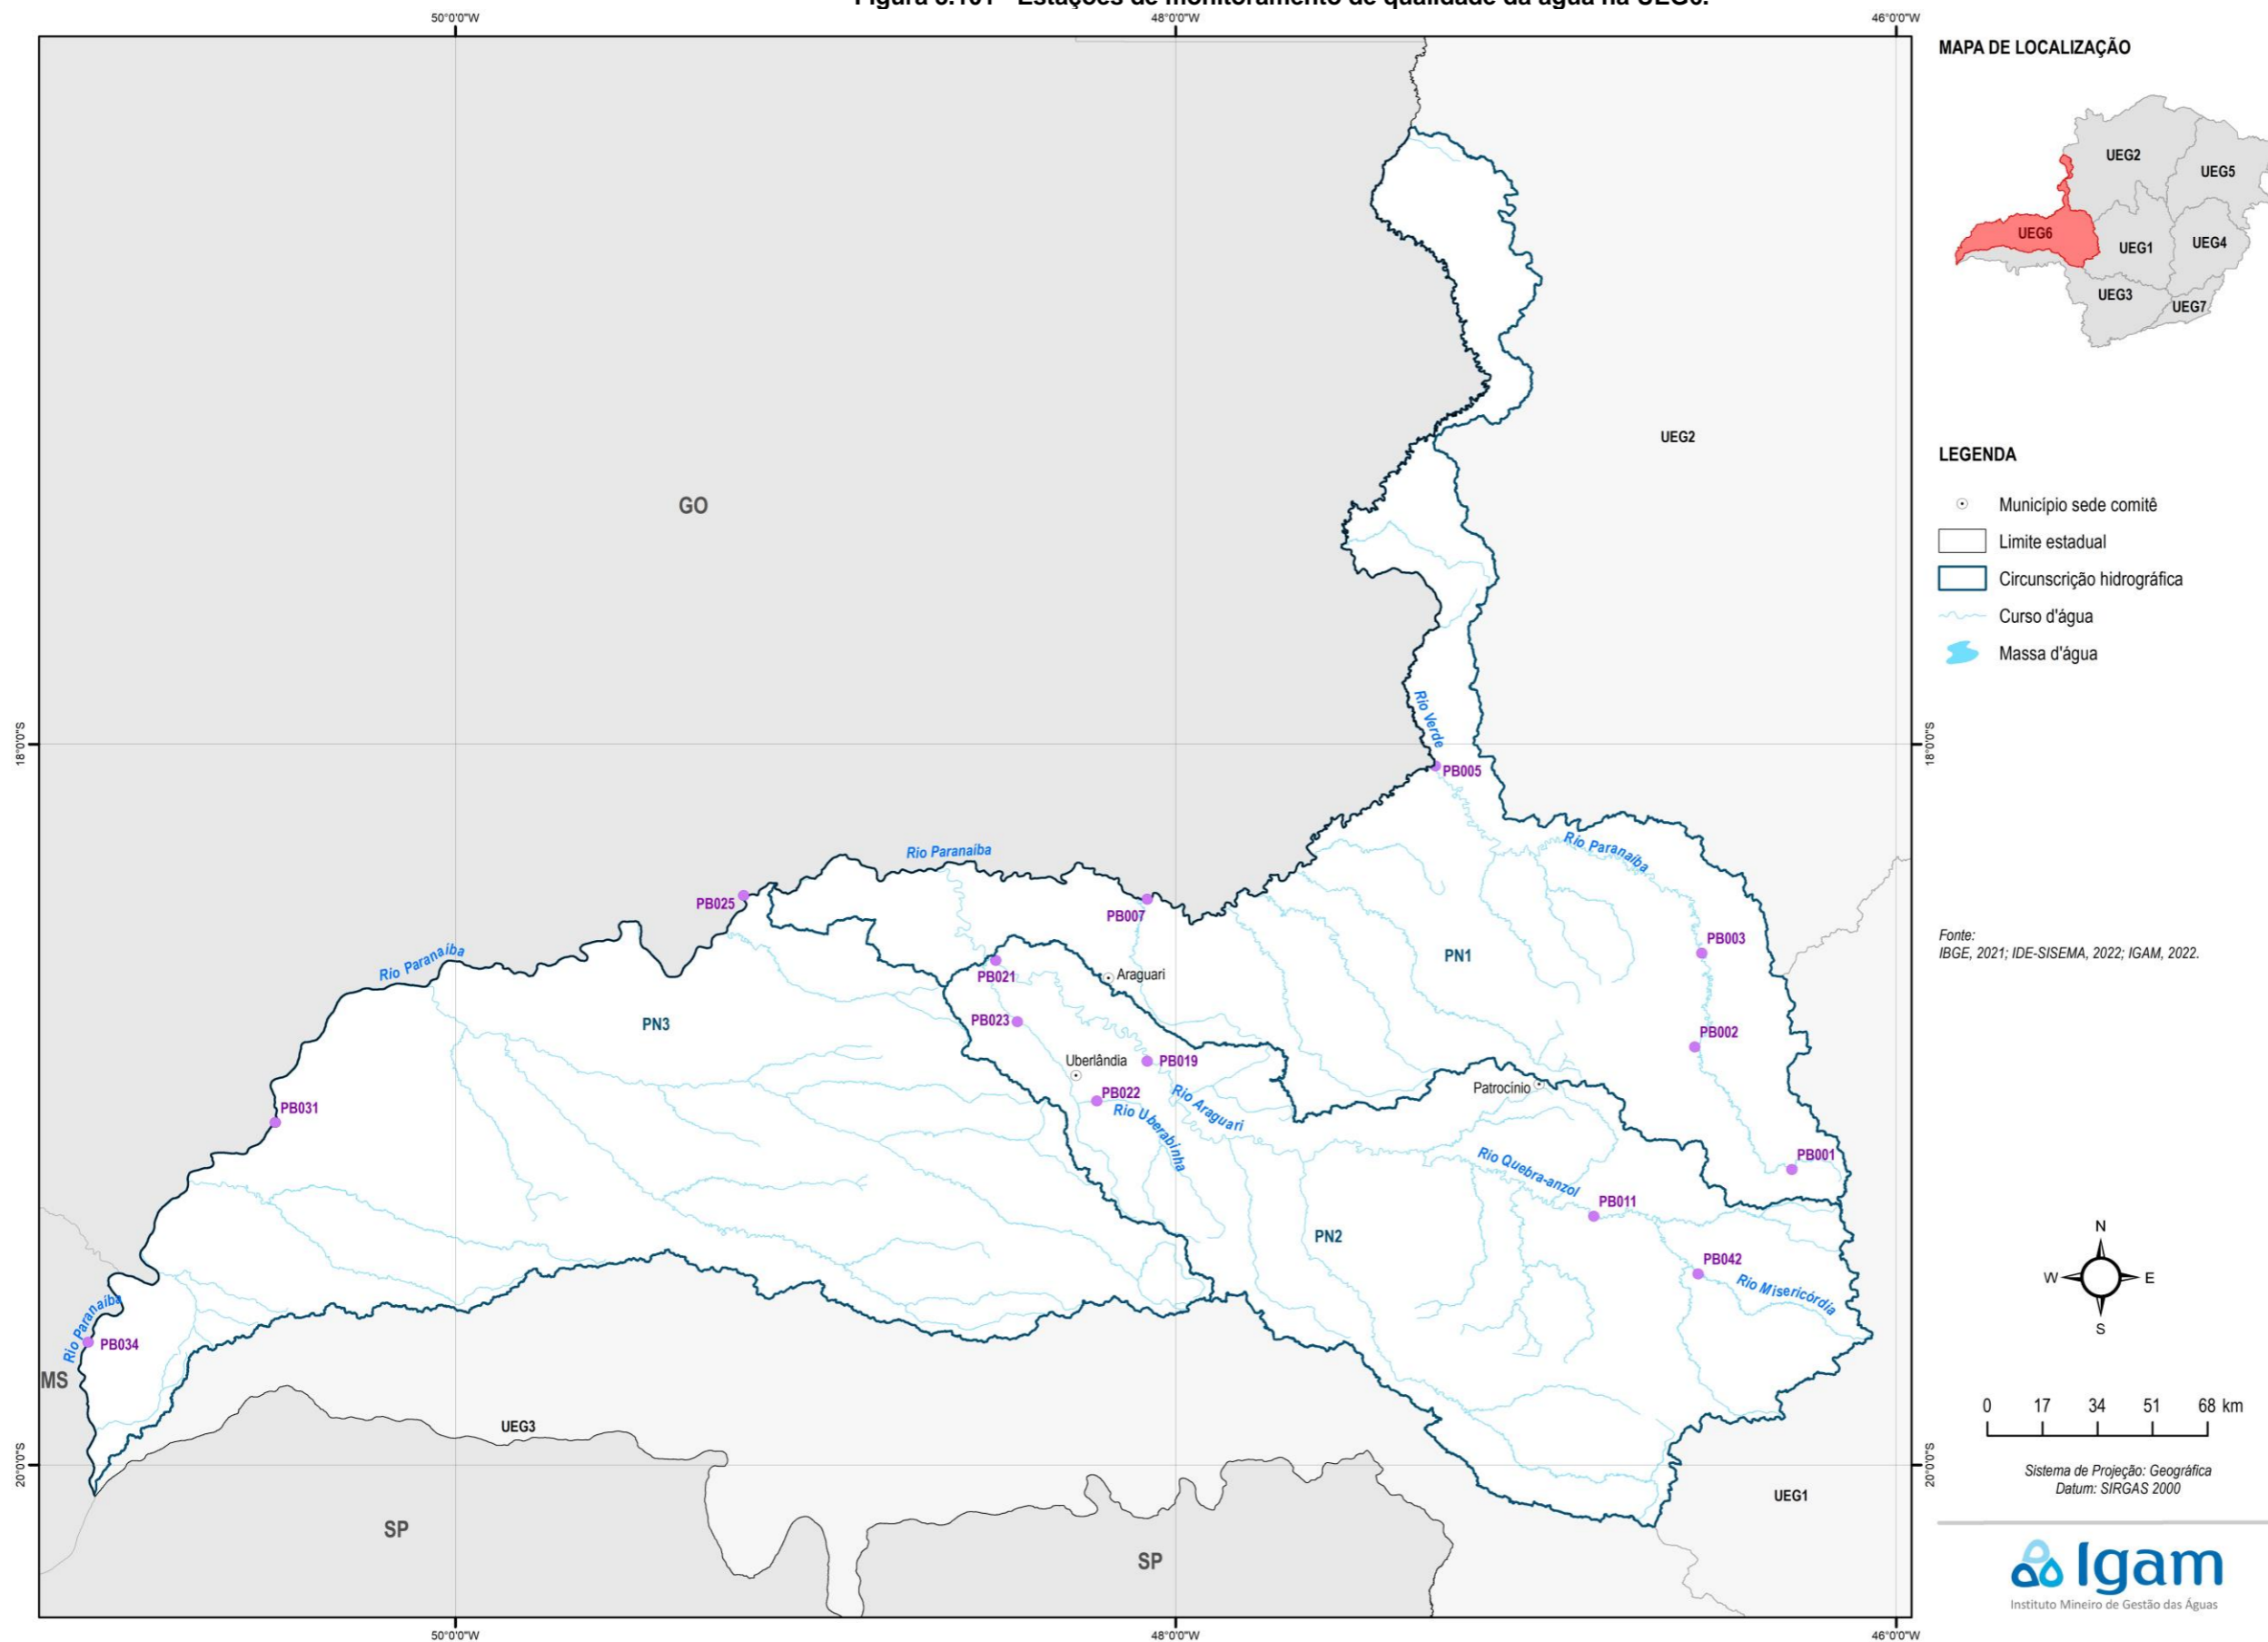 Figura 3.101 - Estações de monitoramento de qualidade da água na UEG6.
50°0'0"W
48°0'0"W
46°0'0"W
MAPA DE LOCALIZAÇÃO
UEG2
UEG5
UEG6
UEG1
UEG4
UEG3
UEG7
LEGENDA
Município sede comitê
Limite estadual
Circunscrição hidrográfica
Curso d'água
Massa d'água
Fonte:
IBGE, 2021; IDE-SISEMA, 2022; IGAM, 2022.
N
W
E
S
0 17 34 51 68 km
Sistema de Projeção: Geográfica
Datum: SIRGAS 2000
Igam
Instituto Mineiro de Gestão das Águas
UEG2
GO
18°0'0"S
18°0'0"S
Rio Verde
PB005
Rio Paranaíba
Rio Paranaíba
PB025
PB007
PB003
Rio Paranaíba
PN1
PB021
Araguari
PN3
PB023
PB002
Uberlândia
PB019
Patrocínio
PB022
Rio Araguari
PB031
Rio Uberabinha
Rio Quebra-anzol
PB001
PB011
PN2
PB042
Rio Misericórdia
Rio Paranaíba
PB034
MS
UEG3
20°0'0"S
20°0'0"S
UEG1
SP
SP
50°0'0"W
48°0'0"W
46°0'0"W